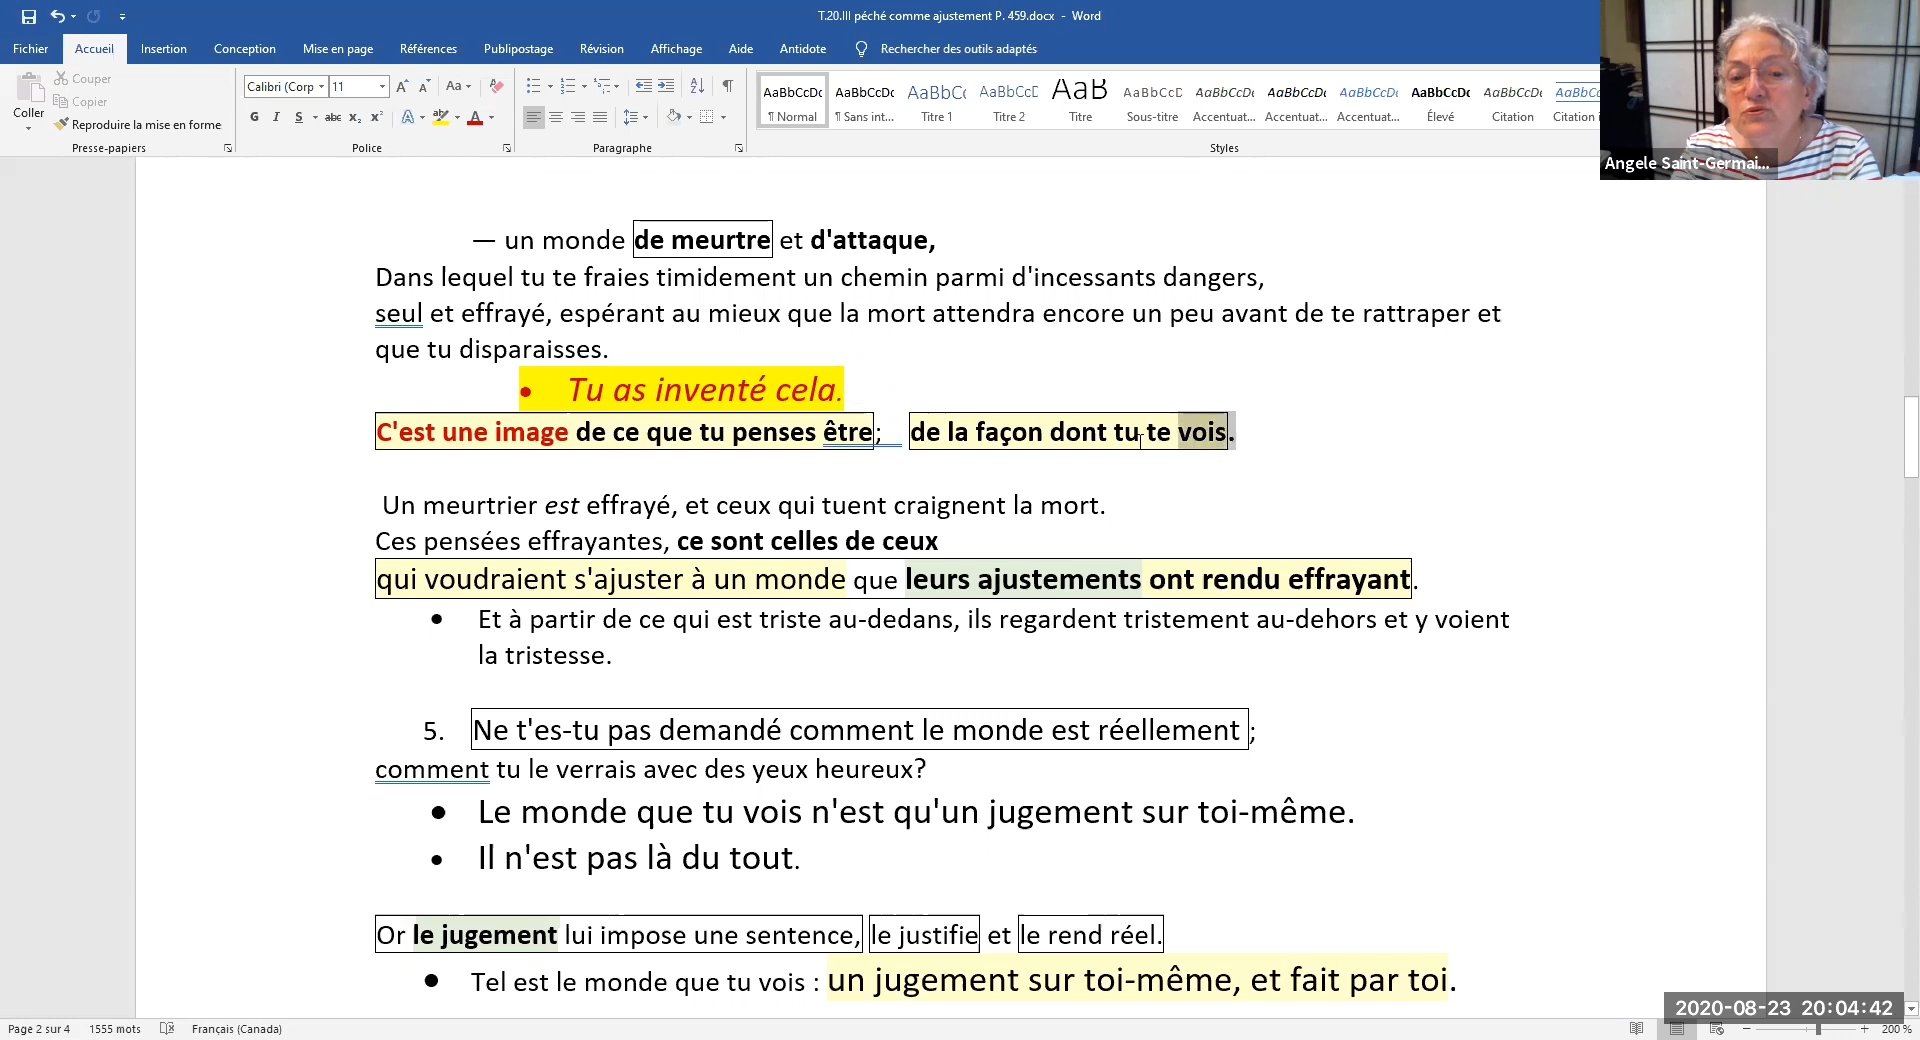 T.20.III péché comme ajustement P. 459.docx - Word
Fichier Accueil Insertion Conception Mise en page Références Publipostage Révision Affichage Aide Antidote Rechercher des outils adaptés
Coller
Couper
Copier
Reproduire la mise en forme
Presse-papiers
Calibri (Corp 11
G I S abc x₂ x²
Police
Paragraphe
AaBbCcDc AaBbCcDc AaBbC( AaBbCcE AaB AaBbCcD AaBbCcDc AaBbCcDc AaBbCcDc AaBbCcDc AaBbCcDc AaBbCcDc
¶ Normal ¶ Sans int... Titre 1 Titre 2 Titre Sous-titre Accentuat... Accentuat... Accentuat... Élevé Citation Citation i
Styles
Angele Saint-Germai...
— un monde de meurtre et d'attaque,
Dans lequel tu te fraies timidement un chemin parmi d'incessants dangers,
seul et effrayé, espérant au mieux que la mort attendra encore un peu avant de te rattraper et
que tu disparaisses.
• Tu as inventé cela.
C'est une image de ce que tu penses être; de la façon dont tu te vois.
Un meurtrier est effrayé, et ceux qui tuent craignent la mort.
Ces pensées effrayantes, ce sont celles de ceux
qui voudraient s'ajuster à un monde que leurs ajustements ont rendu effrayant.
• Et à partir de ce qui est triste au-dedans, ils regardent tristement au-dehors et y voient
la tristesse.
5. Ne t'es-tu pas demandé comment le monde est réellement ;
comment tu le verrais avec des yeux heureux?
• Le monde que tu vois n'est qu'un jugement sur toi-même.
• Il n'est pas là du tout.
Or le jugement lui impose une sentence, le justifie et le rend réel.
• Tel est le monde que tu vois : un jugement sur toi-même, et fait par toi.
2020-08-23 20:04:42
Page 2 sur 4 1555 mots Français (Canada) 200 %